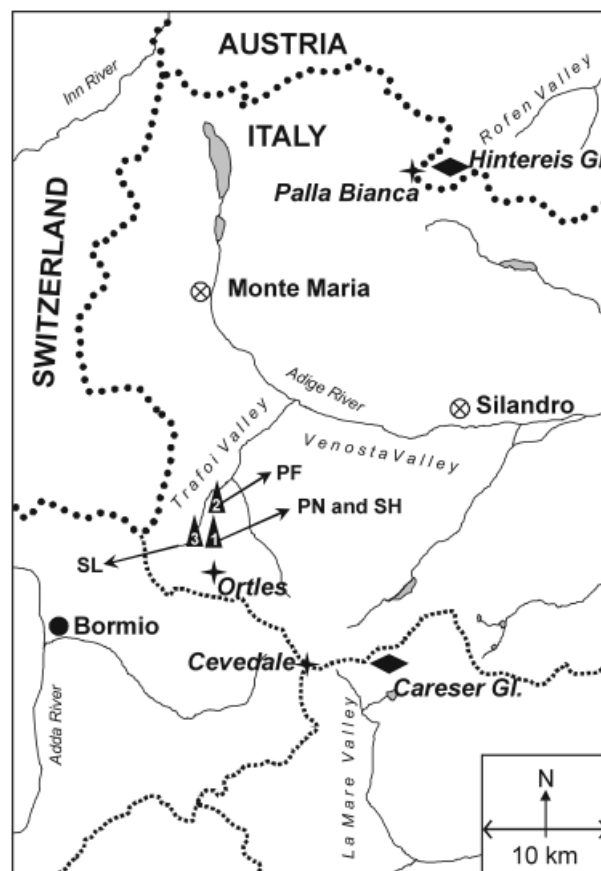 AUSTRIA
Inn River
ITALY
Rofen Valley
Hintereis Gl
Palla Bianca
SWITZERLAND
Monte Maria
Adige River
Silandro
Trafoi Valley
Venosta Valley
PF
2
PN and SH
3
1
SL
Ortles
Bormio
Cevedale
Careser Gl.
Adda River
La Mare Valley
N
10 km